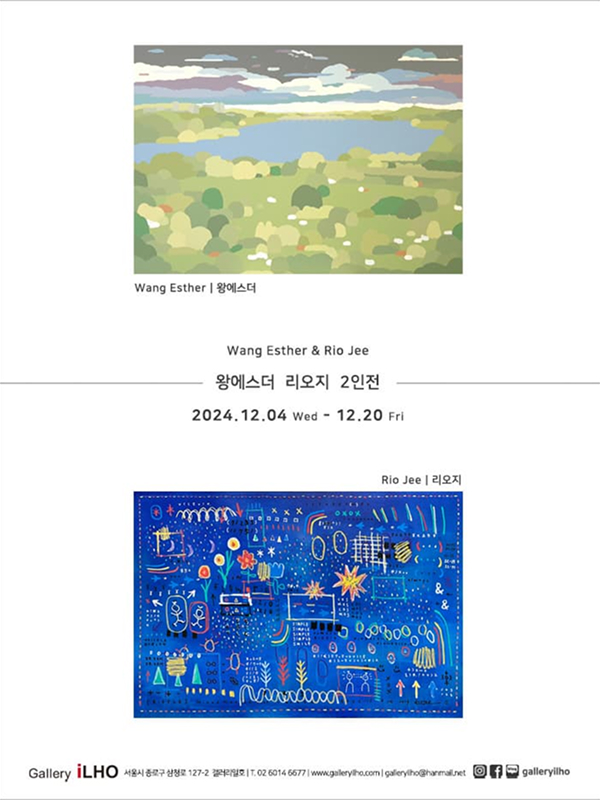 Wang Esther | 왕에스더
Wang Esther & Rio Jee
왕에스더 리오지 2인전
2024.12.04 Wed - 12.20 Fri
Rio Jee | 리오지
Gallery iLHO 서울시 종로구 삼청로 127-2 갤러리일호 | T. 02 6014 6677 | www.galleryilho.com | galleryilho@hanmail.net galleryilho